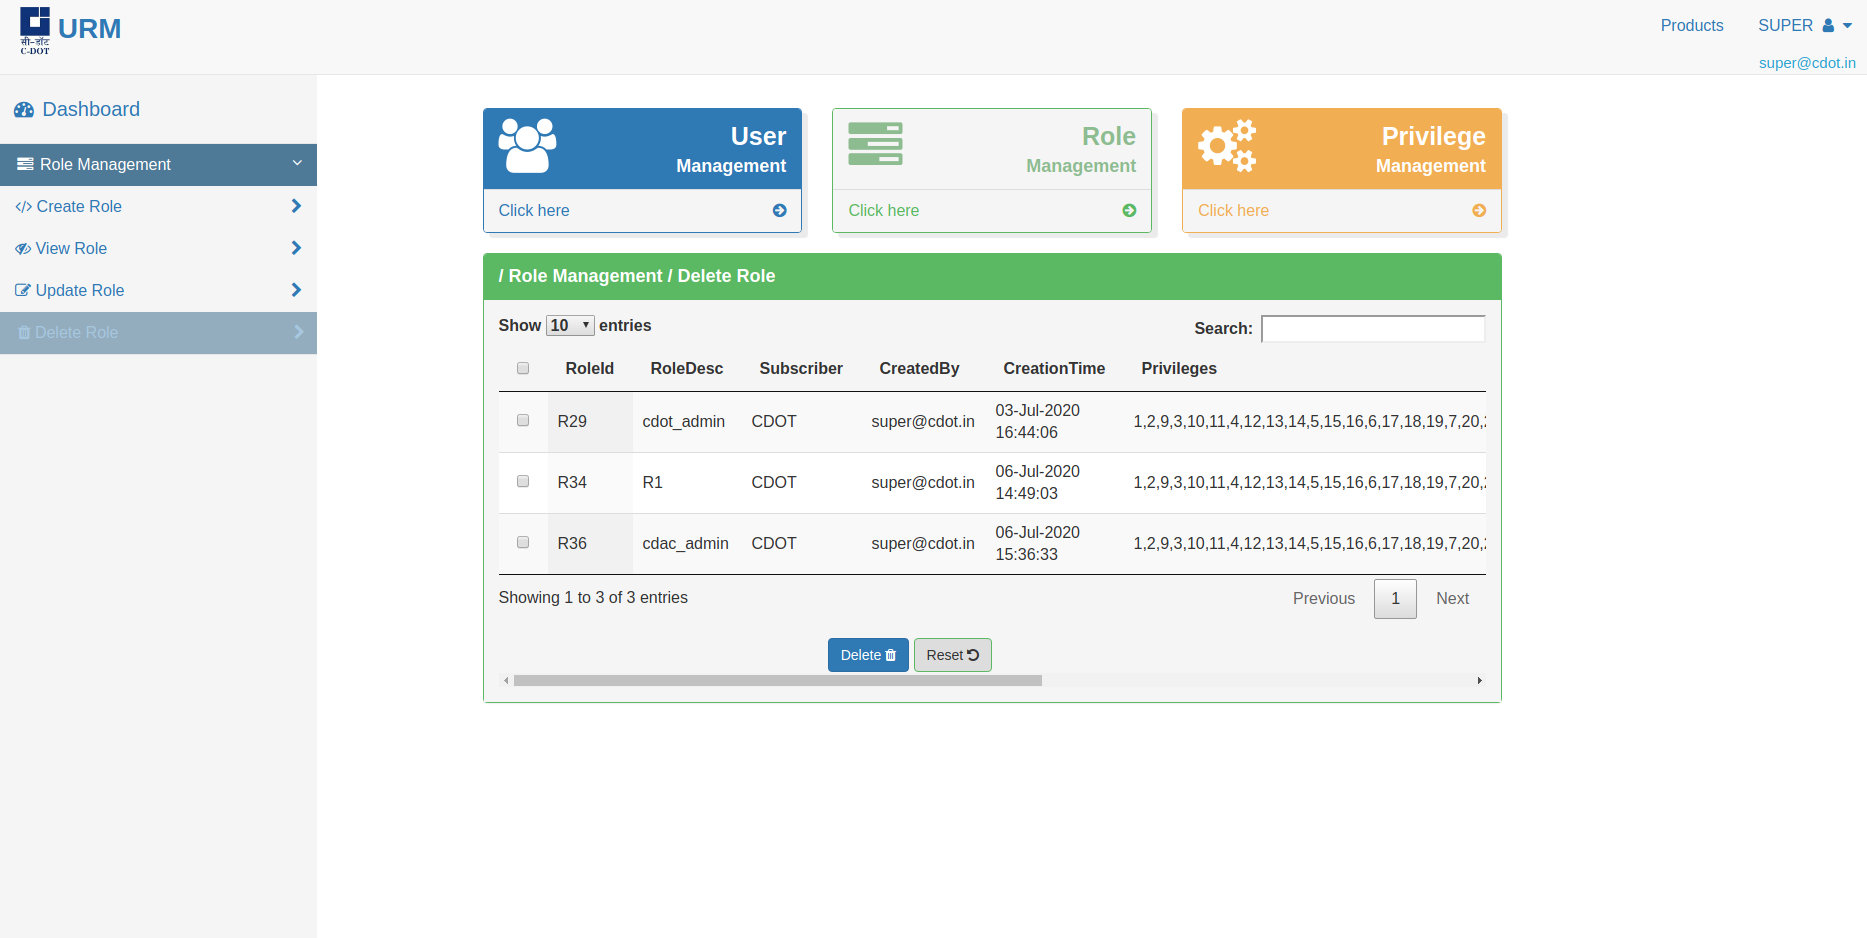 सी-डॉट
C-DOT
URM
Products
SUPER
super@cdot.in
Dashboard
Role Management
Create Role
View Role
Update Role
Delete Role
User
Management
Click here
Role
Management
Click here
Privilege
Management
Click here
/ Role Management / Delete Role
Show 10 entries
Search:
RoleId RoleDesc Subscriber CreatedBy CreationTime Privileges
R29 cdot_admin CDOT super@cdot.in 03-Jul-2020 16:44:06 1,2,9,3,10,11,4,12,13,14,5,15,16,6,17,18,19,7,20,
R34 R1 CDOT super@cdot.in 06-Jul-2020 14:49:03 1,2,9,3,10,11,4,12,13,14,5,15,16,6,17,18,19,7,20,
R36 cdac_admin CDOT super@cdot.in 06-Jul-2020 15:36:33 1,2,9,3,10,11,4,12,13,14,5,15,16,6,17,18,19,7,20,
Showing 1 to 3 of 3 entries
Previous 1 Next
Delete
Reset